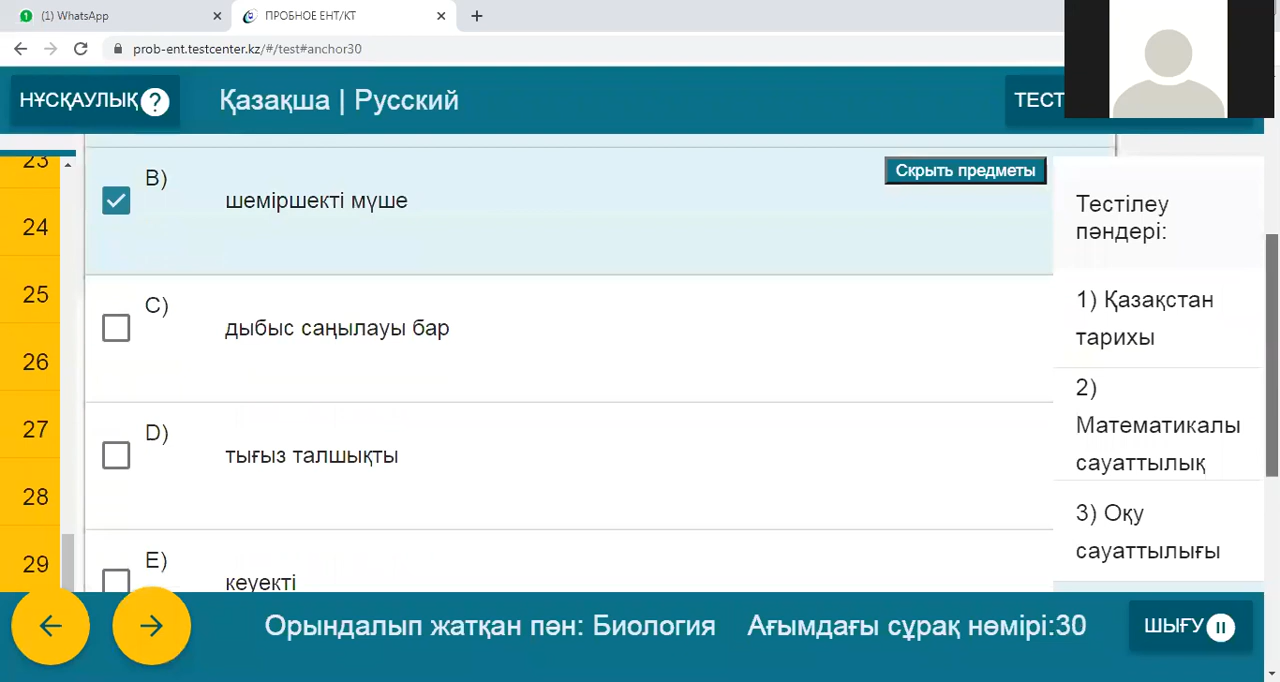 (1) WhatsApp
ПРОБНОЕ ЕНТ/КТ
prob-ent.testcenter.kz/#/test#anchor30
НҰСҚАУЛЫҚ ?
Қазақша | Русский
ТЕСТ
23
24
25
26
27
28
29
B)
шеміршекті мүше
C)
дыбыс саңылауы бар
D)
тығыз талшықты
E)
кеуекті
Скрыть предметы
Тестілеу
пәндері:
1) Қазақстан
тарихы
2)
Математикалы
сауаттылық
3) Оқу
сауаттылығы
Орындалып жатқан пән: Биология
Ағымдағы сұрақ нөмірі:30
ШЫҒУ